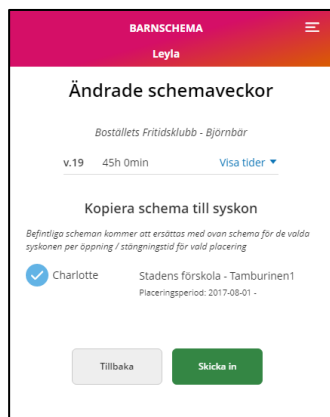 BARNSCHEMA
Leyla
Ändrade schemaveckor
Boställets Fritidsklubb - Björnbär
v.19 45h 0min Visa tider
Kopiera schema till syskon
Befintliga scheman kommer att ersättas med ovan schema för de valda
syskonen per öppning / stängningstid för vald placering
Charlotte Stadens förskola - Tamburinen1
Placeringsperiod: 2017-08-01 -
Tillbaka Skicka in